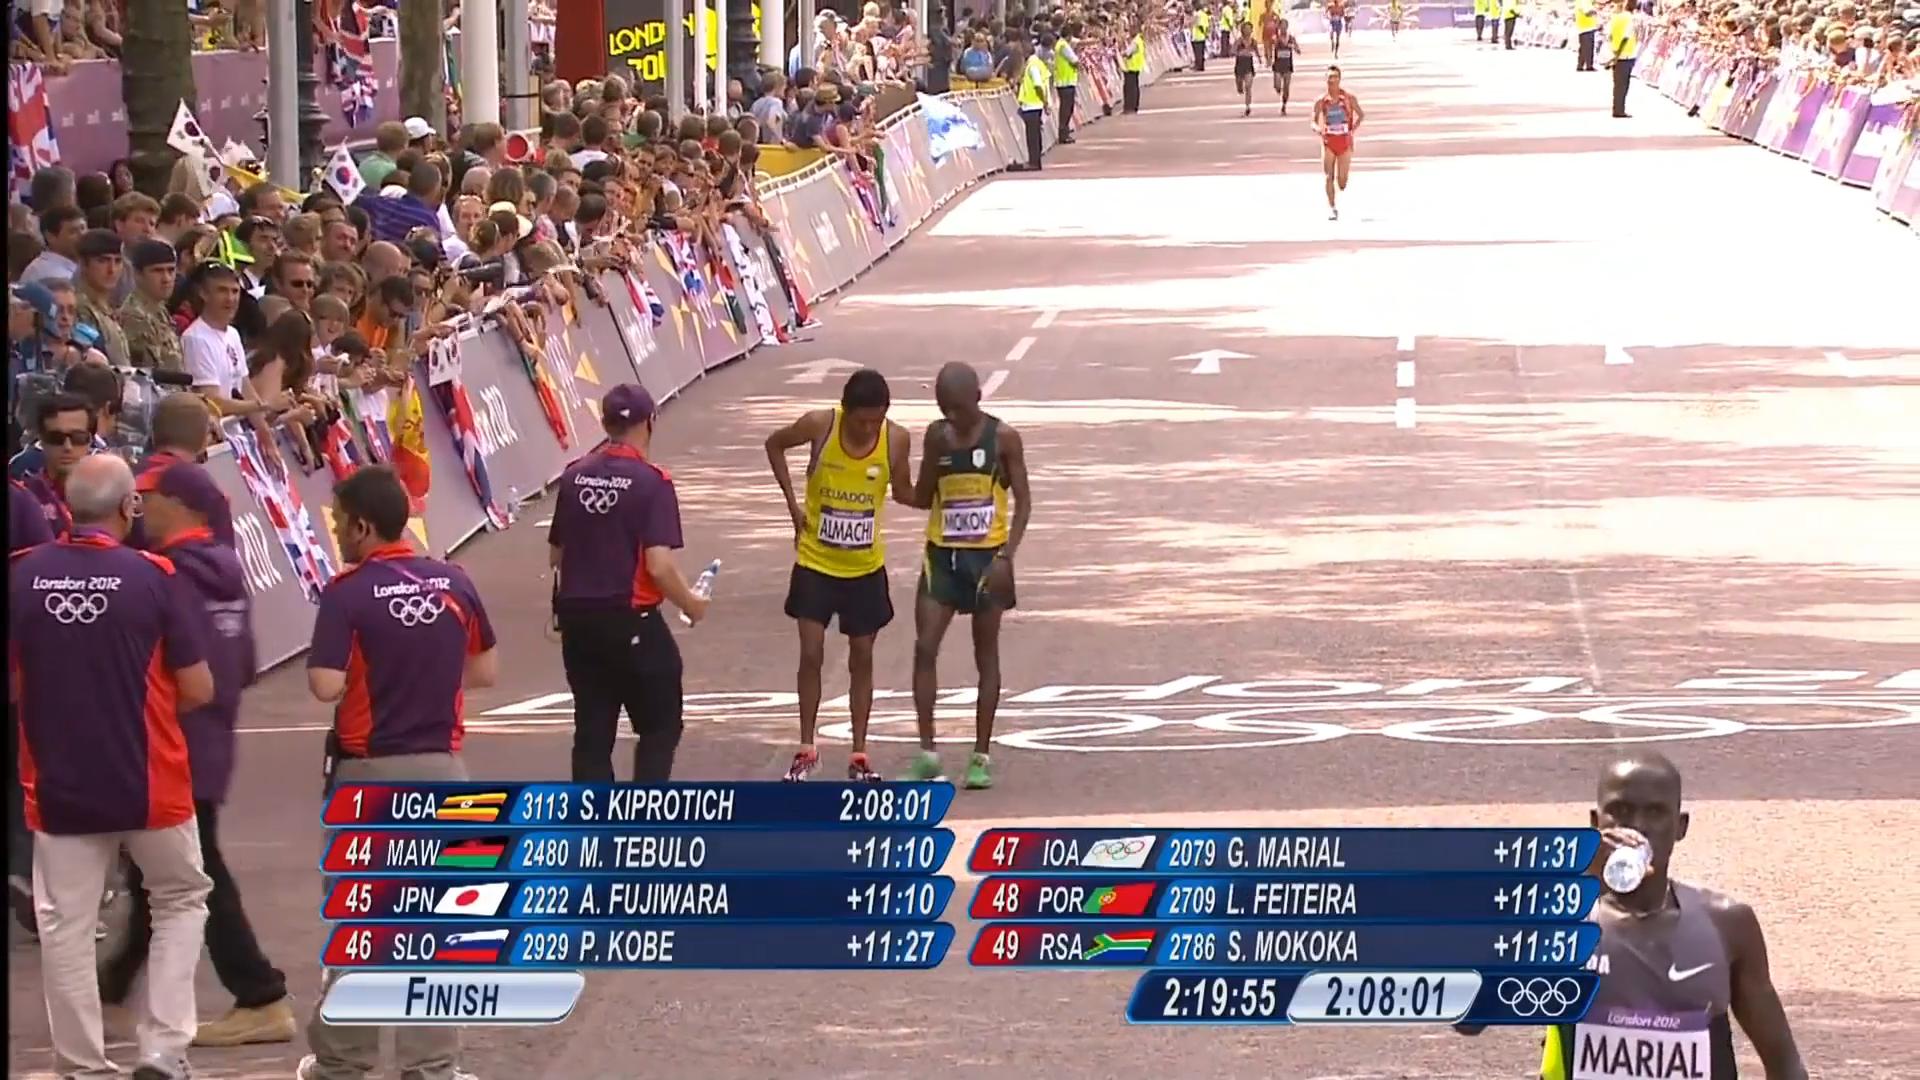 LONDON
London 2012
London 2012
London 2012
2012
ECUADOR
ALMACHI
MOKOKA
London 2012
MARIAL
1 UGA 3113 S. KIPROTICH 2:08:01
44 MAW 2480 M. TEBULO +11:10
45 JPN 2222 A. FUJIWARA +11:10
46 SLO 2929 P. KOBE +11:27
47 IOA 2079 G. MARIAL +11:31
48 POR 2709 L. FEITEIRA +11:39
49 RSA 2786 S. MOKOKA +11:51
FINISH
2:19:55 2:08:01